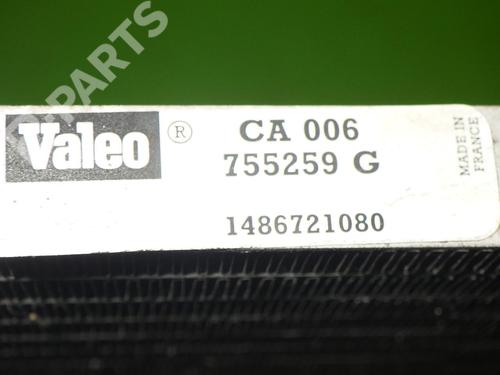 B-PARTS
Valeo ® CA 006
755259 G
1486721080
MADE IN
FRANCE